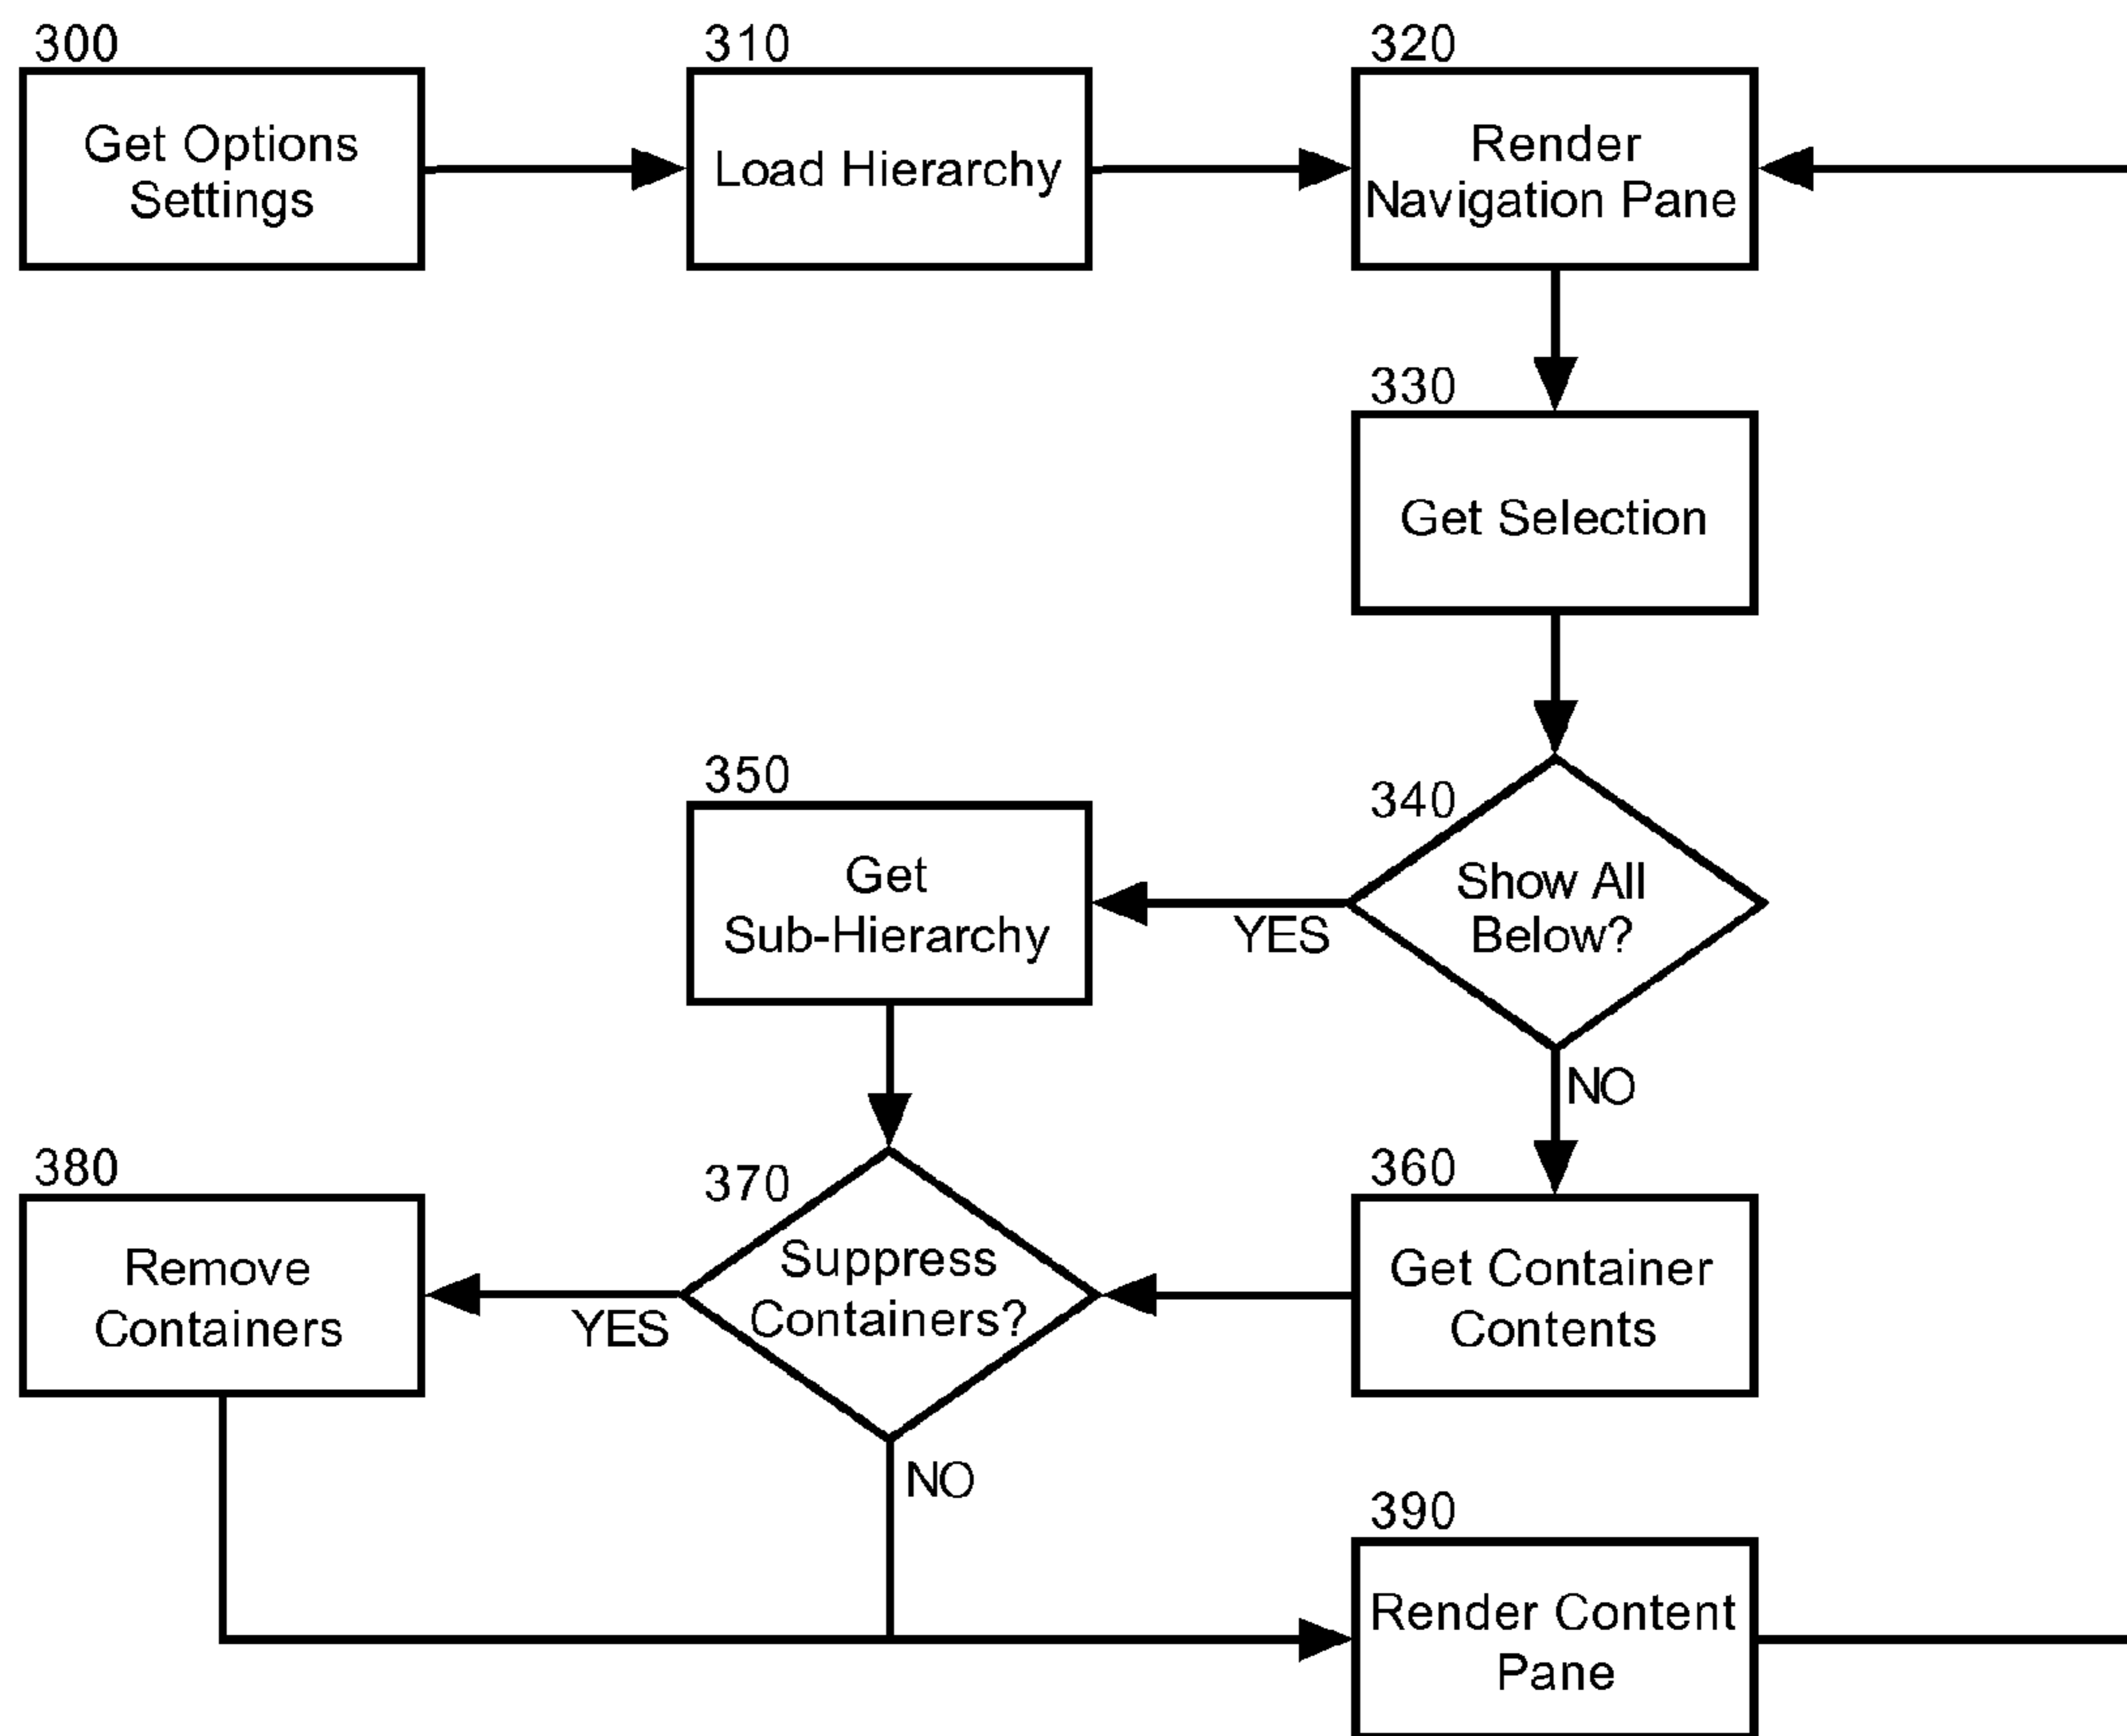 300
Get Options
Settings
310
Load Hierarchy
320
Render
Navigation Pane
330
Get Selection
340
Show All
Below?
YES
NO
350
Get
Sub-Hierarchy
360
Get Container
Contents
370
Suppress
Containers?
YES
NO
380
Remove
Containers
390
Render Content
Pane